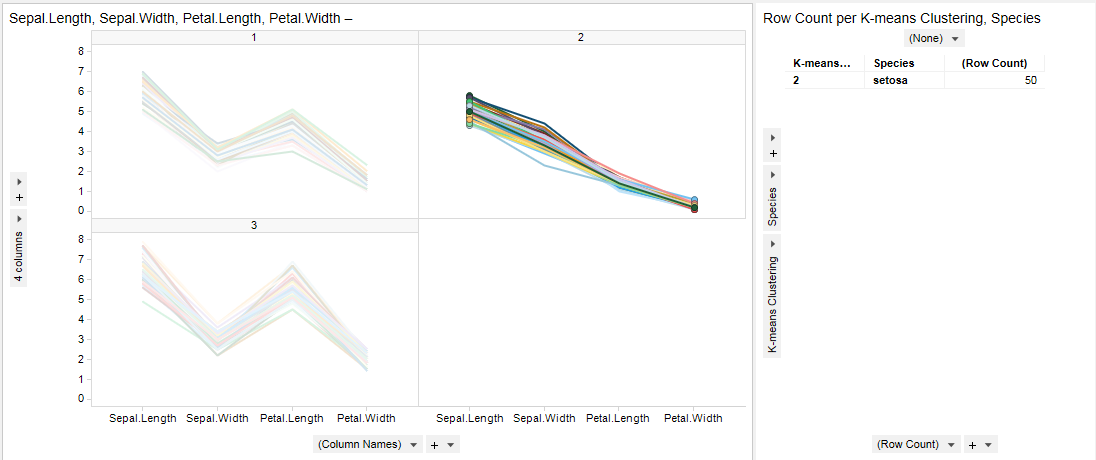 Sepal.Length, Sepal.Width, Petal.Length, Petal.Width –
1
2
8
7
6
5
4
3
2
1
0
3
8
7
6
5
4
3
2
1
0
+
4 columns
Sepal.Length Sepal.Width Petal.Length Petal.Width
Sepal.Length Sepal.Width Petal.Length Petal.Width
(Column Names) +
Row Count per K-means Clustering, Species
(None)
K-means... Species (Row Count)
2 setosa 50
+
Species
K-means Clustering
(Row Count) +